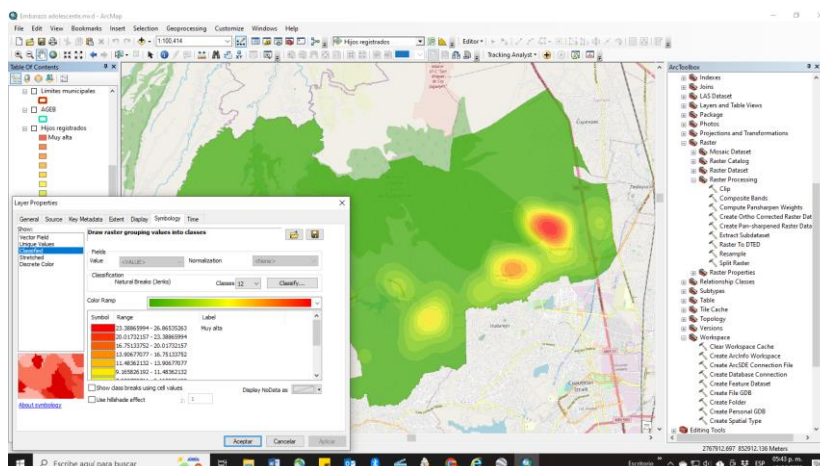 Embarazo adolescente.mxd - ArcMap
File Edit View Bookmarks Insert Selection Geoprocessing Customize Windows Help
1:100,414
Hijos registrados
Editor
Tracking Analyst
Table Of Contents
Límites municipales
AGEB
Hijos registrados
Muy alta
Layer Properties
General Source Key Metadata Extent Display Symbology Time
Show:
Vector Field
Unique Values
Classified
Stretched
Discrete Color
Draw raster grouping values into classes
Fields
Value <VALUE> Normalization <None>
Classification
Natural Breaks (Jenks) Classes 12 Classify...
Color Ramp
Symbol Range Label
23.38865994 - 26.86535263 Muy alta
20.01732157 - 23.38865994
16.75133752 - 20.01732157
13.90677077 - 16.75133752
11.48362132 - 13.90677077
9.165826192 - 11.48362132
Show class breaks using cell values
Display NoData as
Use hillshade effect Z: 1
About symbology
Aceptar Cancelar Aplicar
ArcToolbox
Indexes
Joins
LAS Dataset
Layers and Table Views
Package
Photos
Projections and Transformations
Raster
Mosaic Dataset
Raster Catalog
Raster Dataset
Raster Processing
Clip
Composite Bands
Compute Pansharpen Weights
Create Ortho Corrected Raster Dat
Create Pan-sharpened Raster Data
Extract Subdataset
Raster To DTED
Resample
Split Raster
Raster Properties
Relationship Classes
Subtypes
Table
Tile Cache
Topology
Versions
Workspace
Clear Workspace Cache
Create ArcInfo Workspace
Create ArcSDE Connection File
Create Database Connection
Create Feature Dataset
Create File GDB
Create Folder
Create Personal GDB
Create Spatial Type
Editing Tools
2767912.697 852912.136 Meters
Escribe aquí para buscar
Escritorio
ESP
05:43 p. m.